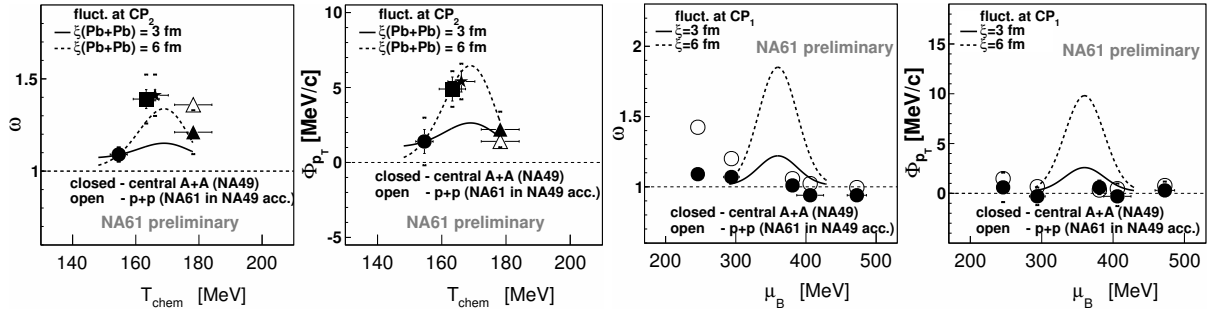 fluct. at CP2
ξ(Pb+Pb) = 3 fm
ξ(Pb+Pb) = 6 fm
ω
1.5
1
closed - central A+A (NA49)
open - p+p (NA61 in NA49 acc.)
NA61 preliminary
140 160 180 200
Tchem [MeV]
fluct. at CP2
ξ(Pb+Pb) = 3 fm
ξ(Pb+Pb) = 6 fm
ΦpT [MeV/c]
10
5
0
-5
closed - central A+A (NA49)
open - p+p (NA61 in NA49 acc.)
NA61 preliminary
140 160 180 200
Tchem [MeV]
fluct. at CP1
ξ=3 fm
ξ=6 fm
NA61 preliminary
ω
2
1.5
1
closed - central A+A (NA49)
open - p+p (NA61 in NA49 acc.)
200 400 600
μB [MeV]
fluct. at CP1
ξ=3 fm
ξ=6 fm
NA61 preliminary
ΦpT [MeV/c]
15
10
5
0
closed - central A+A (NA49)
open - p+p (NA61 in NA49 acc.)
200 400 600
μB [MeV]